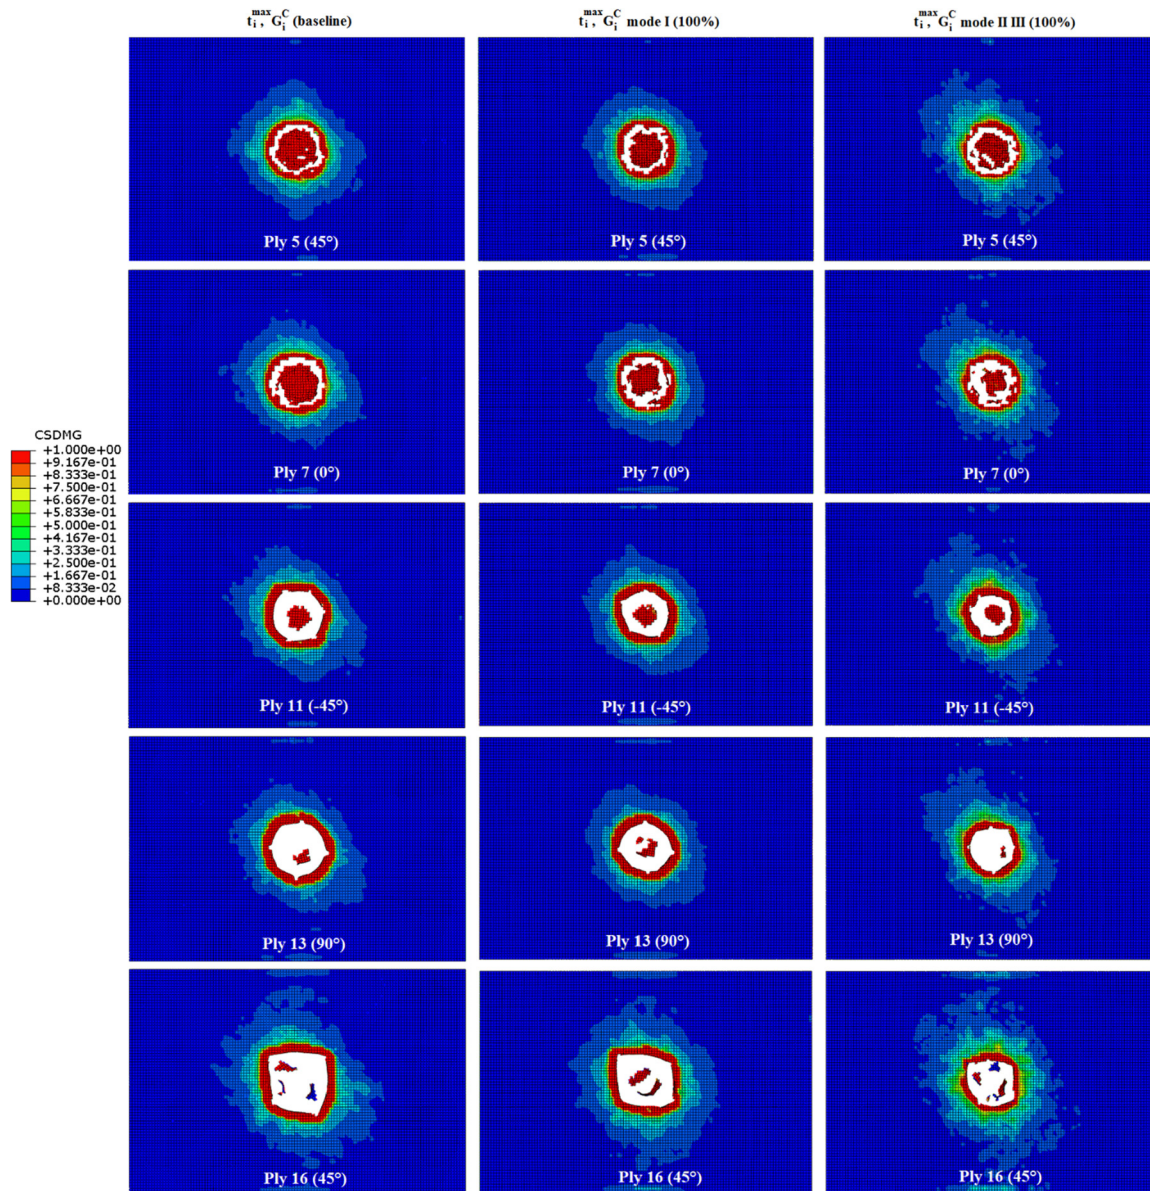 t_i^max, G_i^C (baseline)
t_i^max, G_i^C mode I (100%)
t_i^max, G_i^C mode II III (100%)
Ply 5 (45°)
Ply 5 (45°)
Ply 5 (45°)
Ply 7 (0°)
Ply 7 (0°)
Ply 7 (0°)
CSDMG
+1.000e+00
+9.167e-01
+8.333e-01
+7.500e-01
+6.667e-01
+5.833e-01
+5.000e-01
+4.167e-01
+3.333e-01
+2.500e-01
+1.667e-01
+8.333e-02
+0.000e+00
Ply 11 (-45°)
Ply 11 (-45°)
Ply 11 (-45°)
Ply 13 (90°)
Ply 13 (90°)
Ply 13 (90°)
Ply 16 (45°)
Ply 16 (45°)
Ply 16 (45°)